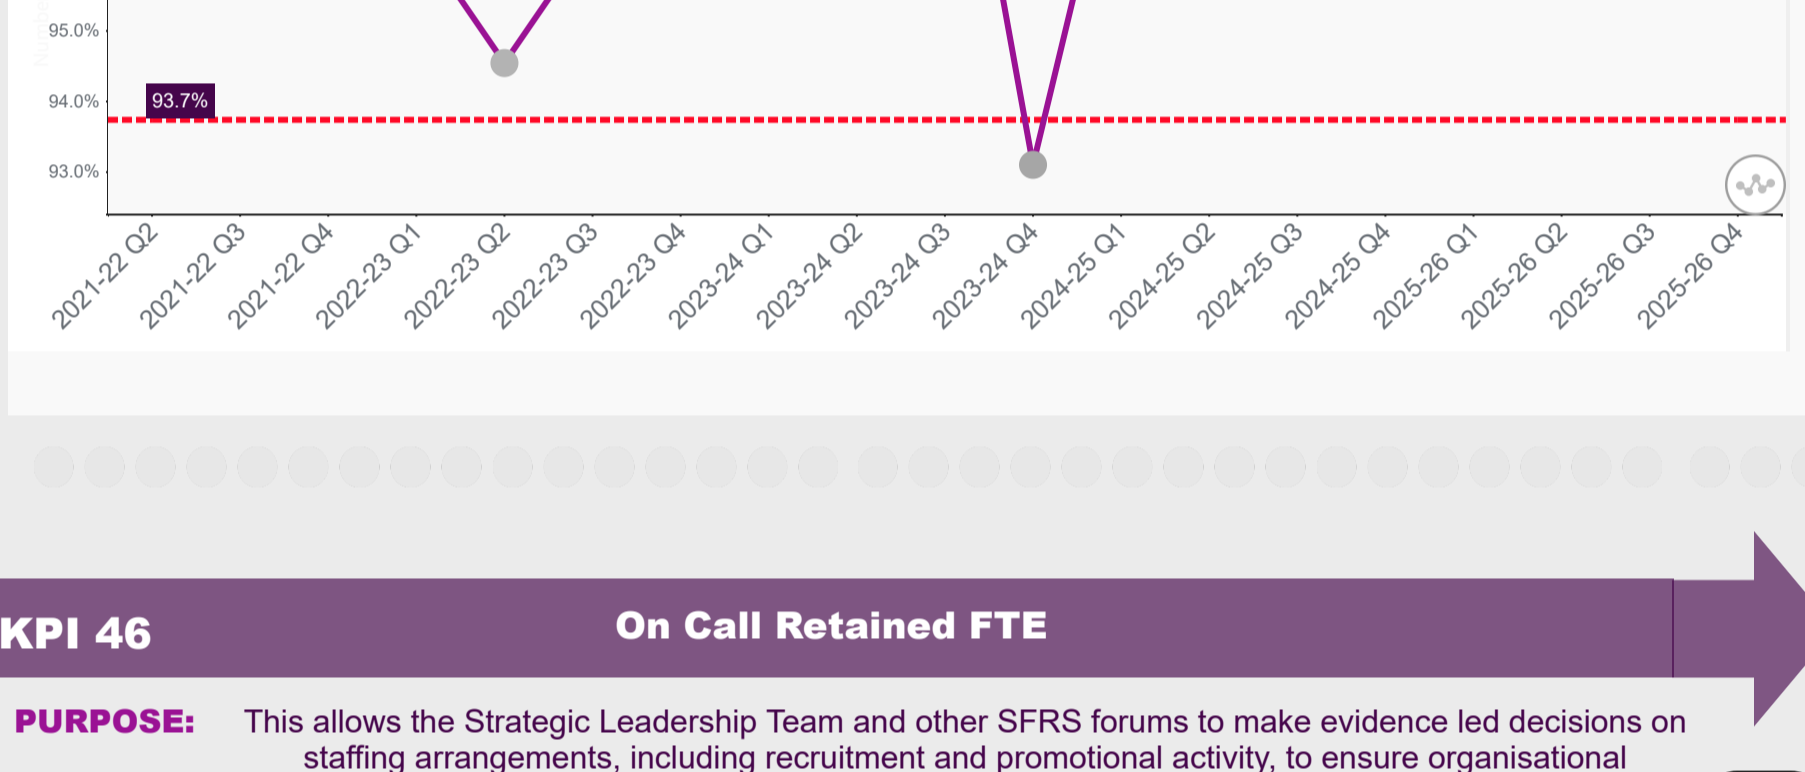 95.0%
94.0%
93.7%
93.0%
2021-22 Q2
2021-22 Q3
2021-22 Q4
2022-23 Q1
2022-23 Q2
2022-23 Q3
2022-23 Q4
2023-24 Q1
2023-24 Q2
2023-24 Q3
2023-24 Q4
2024-25 Q1
2024-25 Q2
2024-25 Q3
2024-25 Q4
2025-26 Q1
2025-26 Q2
2025-26 Q3
2025-26 Q4
KPI 46
On Call Retained FTE
PURPOSE: This allows the Strategic Leadership Team and other SFRS forums to make evidence led decisions on
staffing arrangements, including recruitment and promotional activity, to ensure organisational